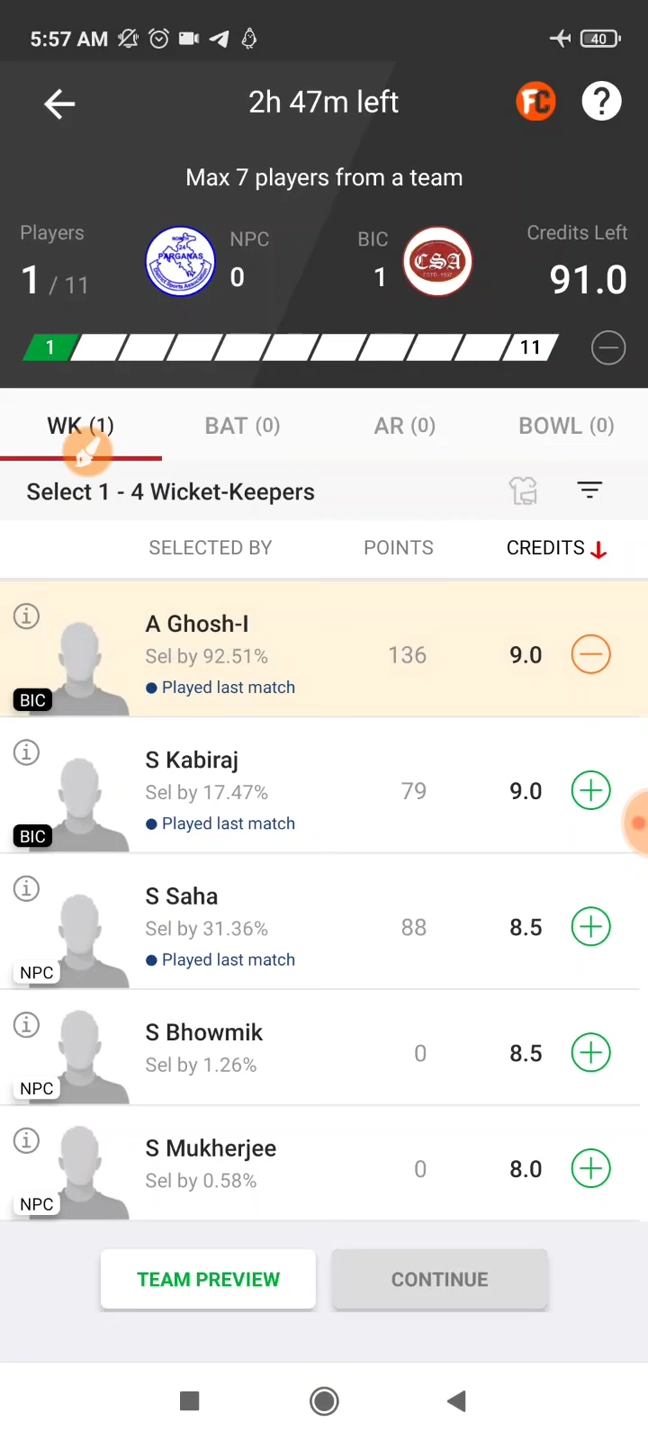 5:57 AM
40
2h 47m left
FC
?
Max 7 players from a team
Players
NPC
BIC
Credits Left
1 / 11
0
1
91.0
PARGANAS
CSA
1
11
WK (1)
BAT (0)
AR (0)
BOWL (0)
Select 1 - 4 Wicket-Keepers
SELECTED BY
POINTS
CREDITS
A Ghosh-I
Sel by 92.51%
136
9.0
Played last match
BIC
S Kabiraj
Sel by 17.47%
79
9.0
Played last match
BIC
S Saha
Sel by 31.36%
88
8.5
Played last match
NPC
S Bhowmik
Sel by 1.26%
0
8.5
NPC
S Mukherjee
Sel by 0.58%
0
8.0
NPC
TEAM PREVIEW
CONTINUE